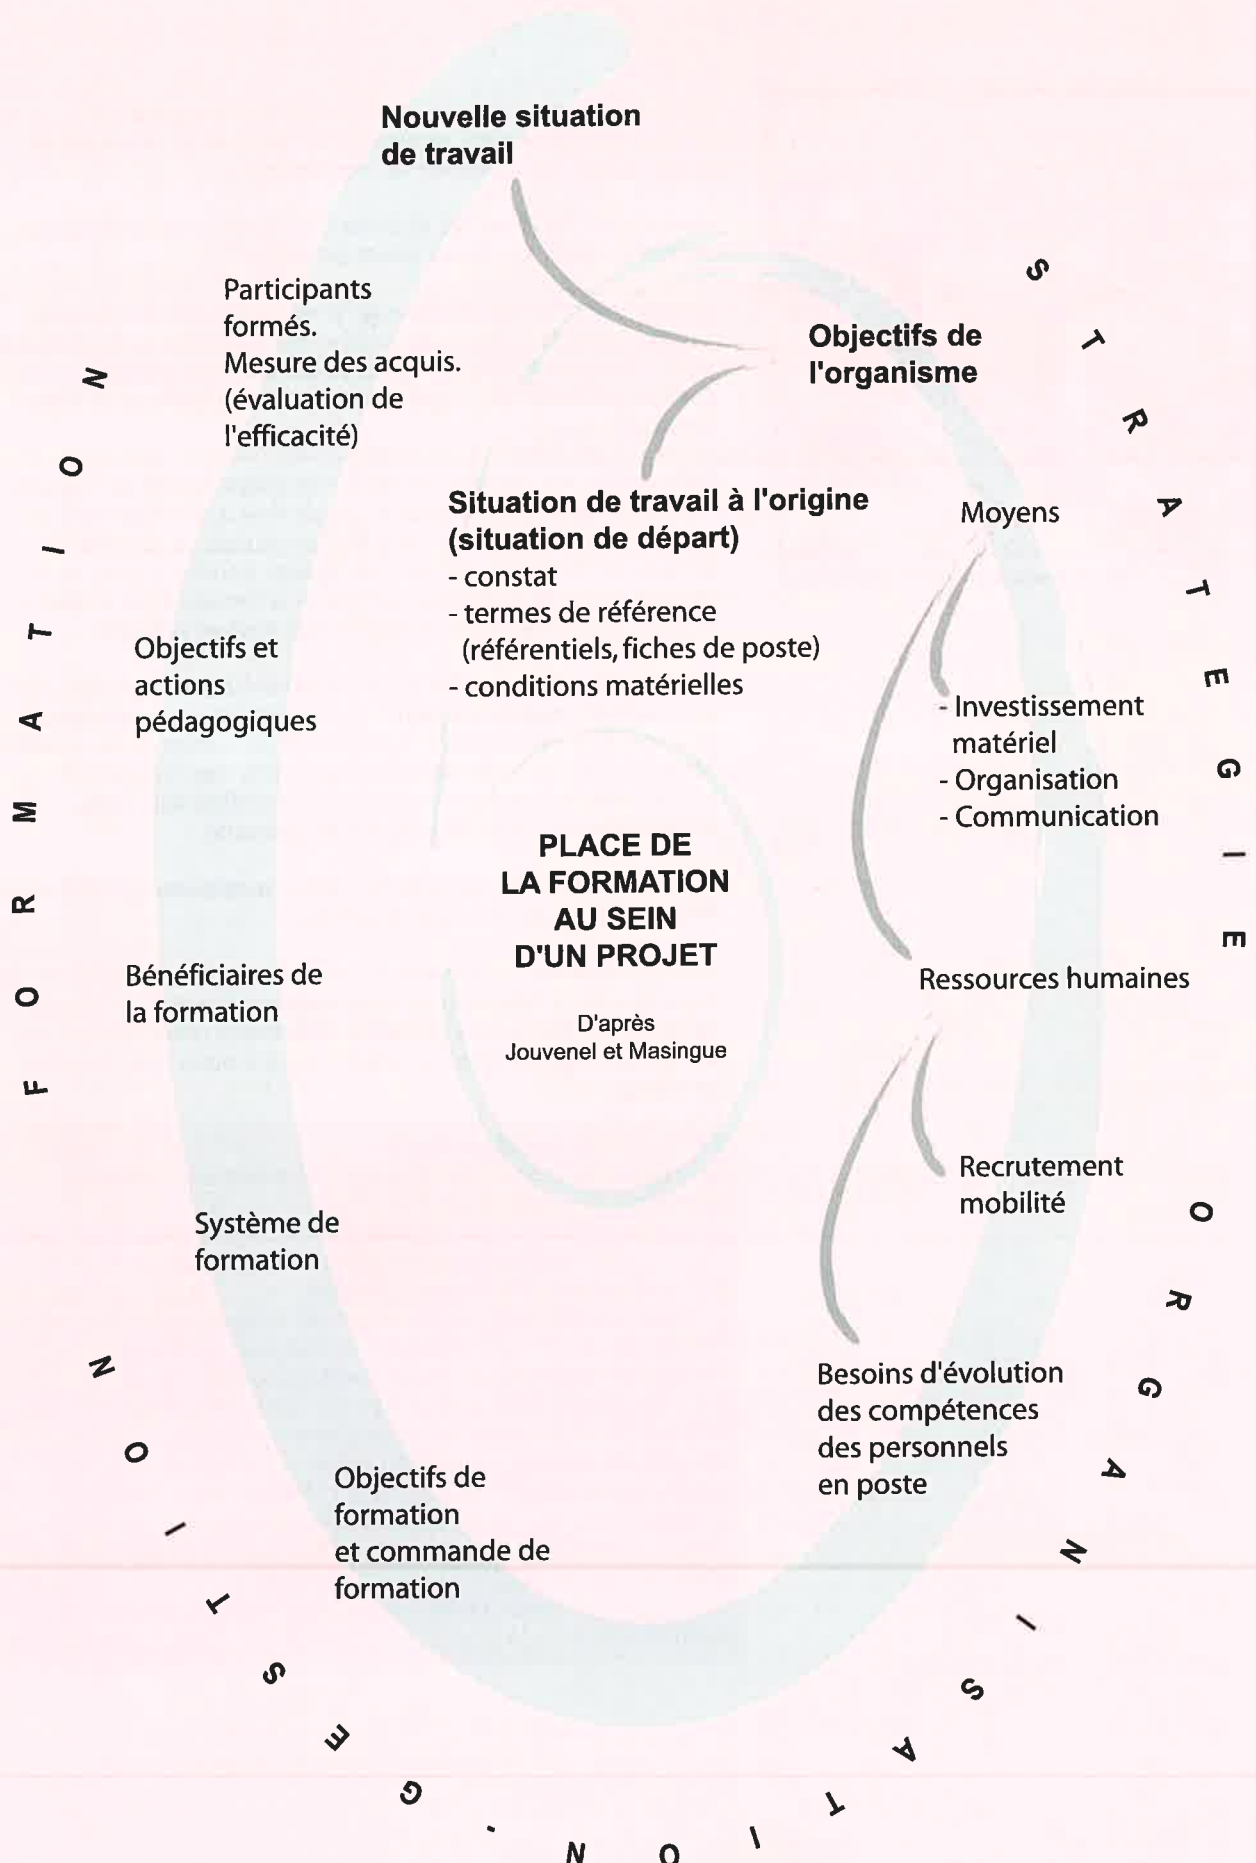 Nouvelle situation
de travail
Participants
formés.
Mesure des acquis.
(évaluation de
l'efficacité)
Objectifs de
l'organisme
Situation de travail à l'origine
(situation de départ)
- constat
- termes de référence
(référentiels, fiches de poste)
- conditions matérielles
Moyens
- Investissement
matériel
- Organisation
- Communication
Objectifs et
actions
pédagogiques
PLACE DE
LA FORMATION
AU SEIN
D'UN PROJET
D'après
Jouvenel et Masingue
Bénéficiaires de
la formation
Ressources humaines
Recrutement
mobilité
Système de
formation
Besoins d'évolution
des compétences
des personnels
en poste
Objectifs de
formation
et commande de
formation
STRATEGIE
ORGANISATION-GESTION
FORMATION